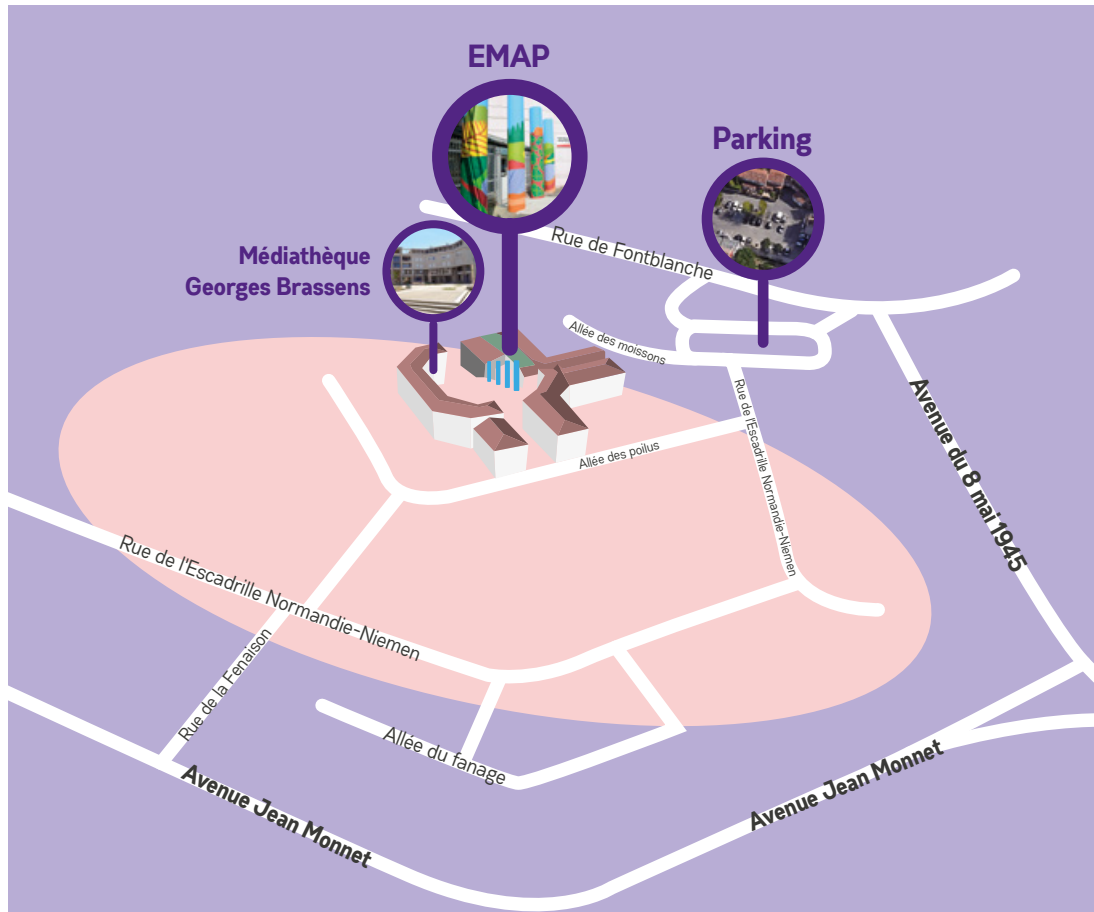 EMAP
Parking
Médiathèque
Georges Brassens
Rue de Fontblanche
Allée des moissons
Rue de l'Escadrille Normandie-Niemen
Avenue du 8 mai 1945
Allée des poilus
Rue de l'Escadrille Normandie-Niemen
Rue de la Fenaison
Allée du fanage
Avenue Jean Monnet
Avenue Jean Monnet